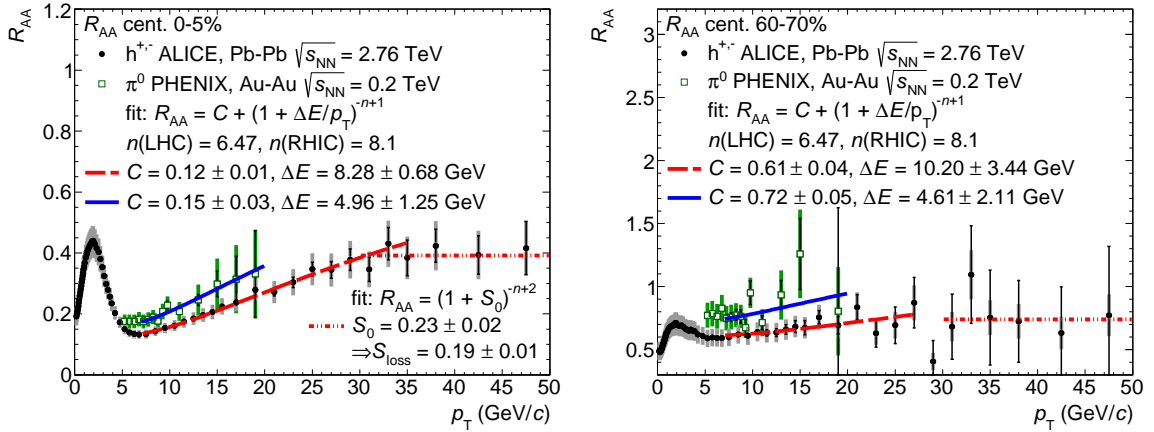 R_AA cent. 0-5%
h^{+,-} ALICE, Pb-Pb √s_NN = 2.76 TeV
π^0 PHENIX, Au-Au √s_NN = 0.2 TeV
fit: R_AA = C + (1 + ΔE/p_T)^{-n+1}
n(LHC) = 6.47, n(RHIC) = 8.1
C = 0.12 ± 0.01, ΔE = 8.28 ± 0.68 GeV
C = 0.15 ± 0.03, ΔE = 4.96 ± 1.25 GeV
fit: R_AA = (1 + S_0)^{-n+2}
S_0 = 0.23 ± 0.02
⇒S_loss = 0.19 ± 0.01
R_AA
1.2
1
0.8
0.6
0.4
0.2
0
0 5 10 15 20 25 30 35 40 45 50
p_T (GeV/c)
R_AA cent. 60-70%
h^{+,-} ALICE, Pb-Pb √s_NN = 2.76 TeV
π^0 PHENIX, Au-Au √s_NN = 0.2 TeV
fit: R_AA = C + (1 + ΔE/p_T)^{-n+1}
n(LHC) = 6.47, n(RHIC) = 8.1
C = 0.61 ± 0.04, ΔE = 10.20 ± 3.44 GeV
C = 0.72 ± 0.05, ΔE = 4.61 ± 2.11 GeV
R_AA
3
2.5
2
1.5
1
0.5
0 5 10 15 20 25 30 35 40 45 50
p_T (GeV/c)